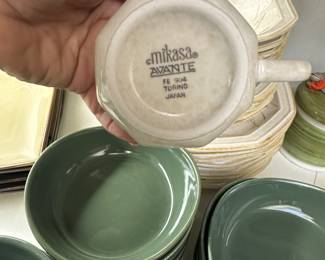 mikasa®
AVANTE
FE 904
TORINO
JAPAN